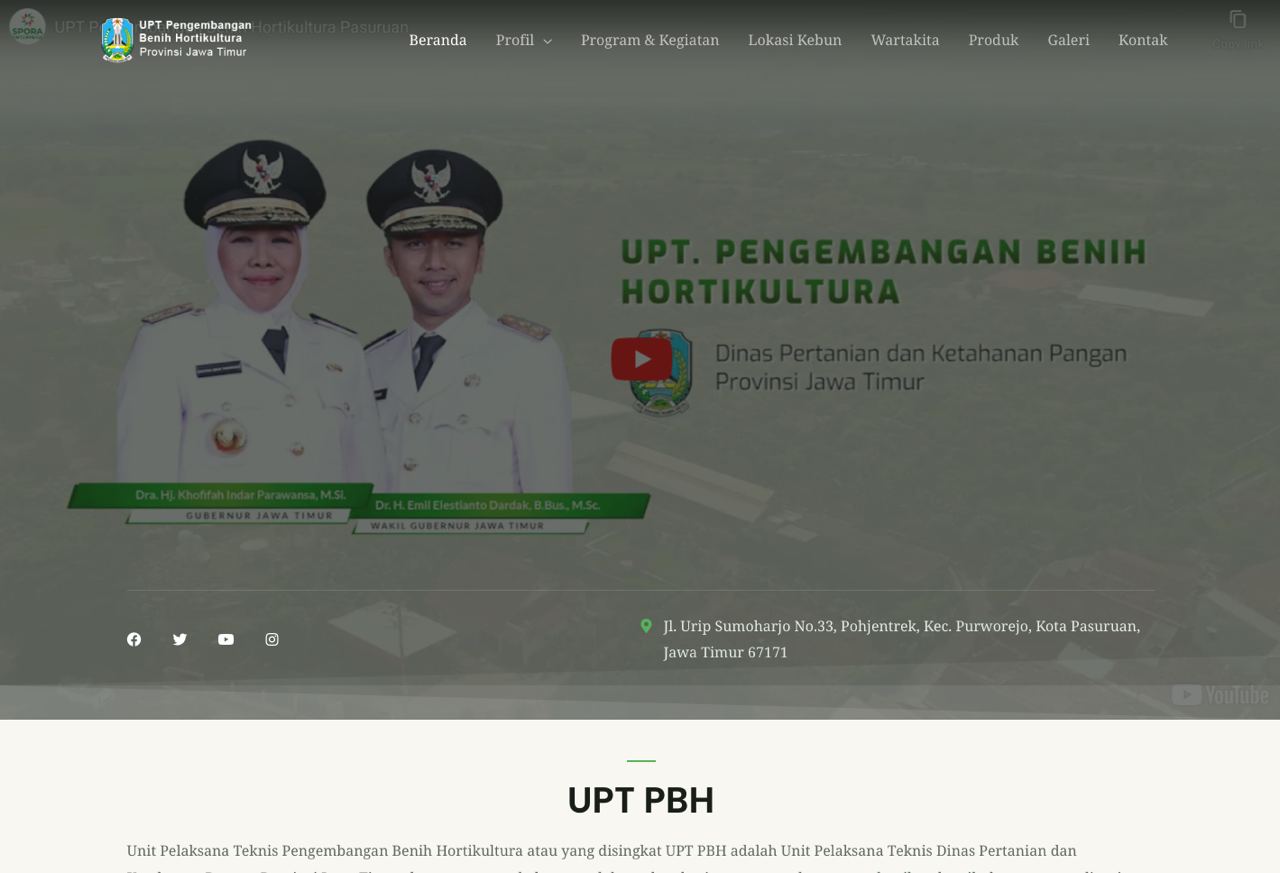 UPT P Hortikultura Pasuruan
SPORA
UPT Pengembangan
Benih Hortikultura
Provinsi Jawa Timur
Beranda
Profil
Program & Kegiatan
Lokasi Kebun
Wartakita
Produk
Galeri
Kontak
UPT. PENGEMBANGAN BENIH
HORTIKULTURA
Dinas Pertanian dan Ketahanan Pangan
Provinsi Jawa Timur
Dra. Hj. Khofifah Indar Parawansa, M.Si.
GUBERNUR JAWA TIMUR
Dr. H. Emil Elestianto Dardak, B.Bus., M.Sc.
WAKIL GUBERNUR JAWA TIMUR
Jl. Urip Sumoharjo No.33, Pohjentrek, Kec. Purworejo, Kota Pasuruan,
Jawa Timur 67171
YouTube
UPT PBH
Unit Pelaksana Teknis Pengembangan Benih Hortikultura atau yang disingkat UPT PBH adalah Unit Pelaksana Teknis Dinas Pertanian dan